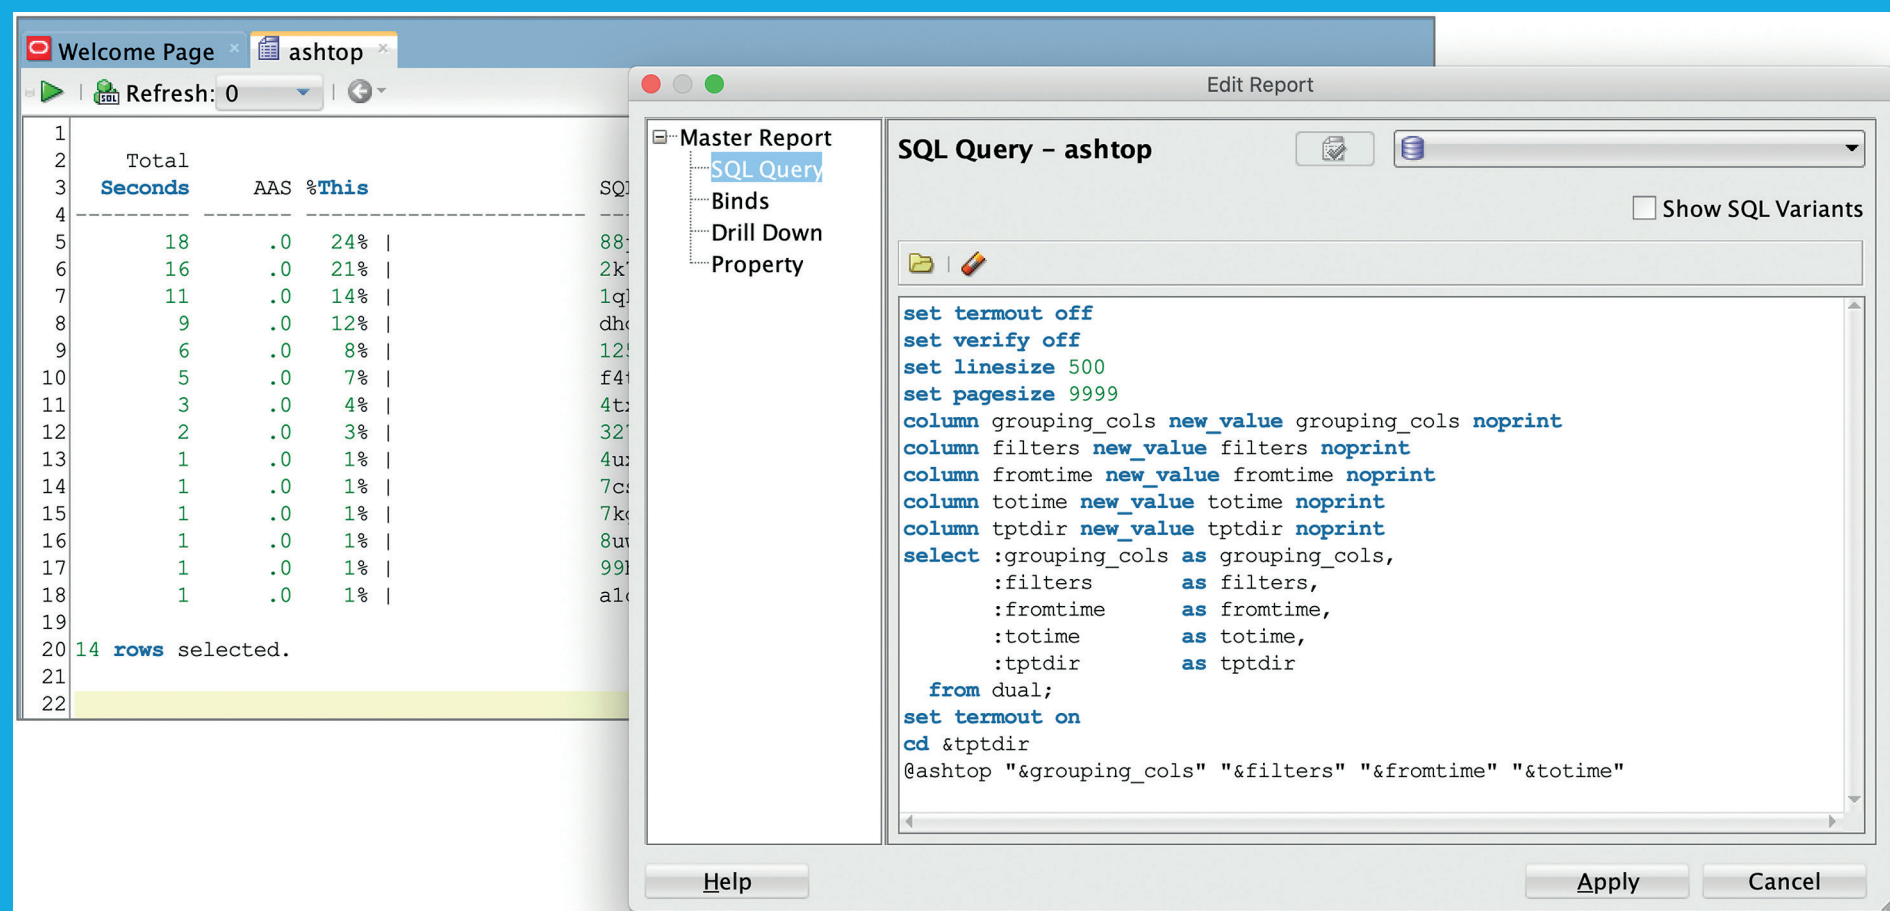 Welcome Page
ashtop
Refresh: 0
1
2 Total
3 Seconds AAS %This
4 --------- ------- ----------------------
5 18 .0 24% |
6 16 .0 21% |
7 11 .0 14% |
8 9 .0 12% |
9 6 .0 8% |
10 5 .0 7% |
11 3 .0 4% |
12 2 .0 3% |
13 1 .0 1% |
14 1 .0 1% |
15 1 .0 1% |
16 1 .0 1% |
17 1 .0 1% |
18 1 .0 1% |
19
20 14 rows selected.
21
22
Edit Report
Master Report
SQL Query
Binds
Drill Down
Property
SQL Query – ashtop
Show SQL Variants
set termout off
set verify off
set linesize 500
set pagesize 9999
column grouping_cols new_value grouping_cols noprint
column filters new_value filters noprint
column fromtime new_value fromtime noprint
column totime new_value totime noprint
column tptdir new_value tptdir noprint
select :grouping_cols as grouping_cols,
:filters as filters,
:fromtime as fromtime,
:totime as totime,
:tptdir as tptdir
from dual;
set termout on
cd &tptdir
@ashtop "&grouping_cols" "&filters" "&fromtime" "&totime"
Help
Apply
Cancel